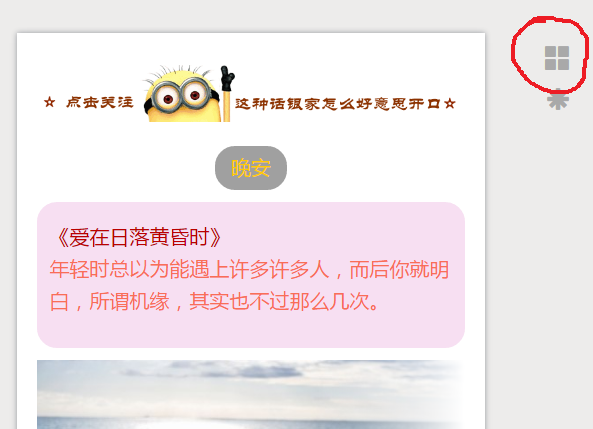 ☆ 点击关注 这种话银家怎么好意思开口☆
晚安
《爱在日落黄昏时》
年轻时总以为能遇上许多许多人，而后你就明
白，所谓机缘，其实也不过那么几次。